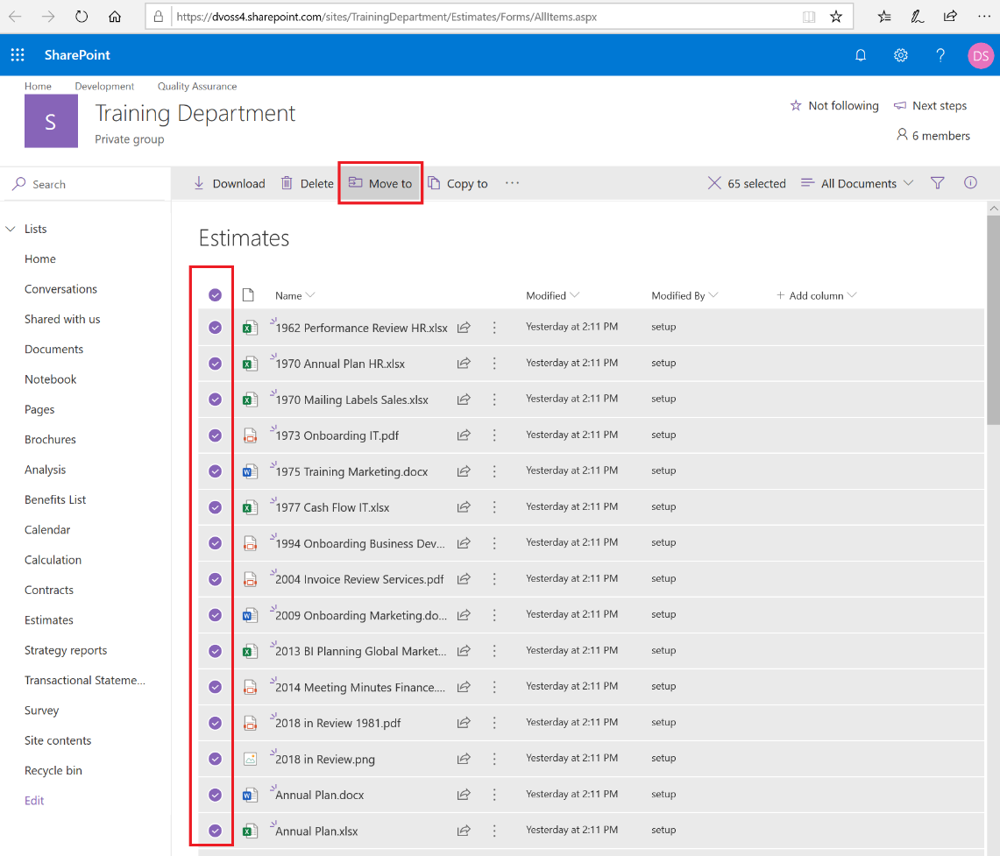 https://dvoss4.sharepoint.com/sites/TrainingDepartment/Estimates/Forms/AllItems.aspx
SharePoint
DS
Home Development Quality Assurance
S
Training Department
Private group
Not following Next steps
6 members
Search
Download Delete Move to Copy to ··· 65 selected All Documents
Lists
Home
Conversations
Shared with us
Documents
Notebook
Pages
Brochures
Analysis
Benefits List
Calendar
Calculation
Contracts
Estimates
Strategy reports
Transactional Stateme...
Survey
Site contents
Recycle bin
Edit
Estimates
Name Modified Modified By + Add column
1962 Performance Review HR.xlsx Yesterday at 2:11 PM setup
1970 Annual Plan HR.xlsx Yesterday at 2:11 PM setup
1970 Mailing Labels Sales.xlsx Yesterday at 2:11 PM setup
1973 Onboarding IT.pdf Yesterday at 2:11 PM setup
1975 Training Marketing.docx Yesterday at 2:11 PM setup
1977 Cash Flow IT.xlsx Yesterday at 2:11 PM setup
1994 Onboarding Business Dev... Yesterday at 2:11 PM setup
2004 Invoice Review Services.pdf Yesterday at 2:11 PM setup
2009 Onboarding Marketing.do... Yesterday at 2:11 PM setup
2013 BI Planning Global Market... Yesterday at 2:11 PM setup
2014 Meeting Minutes Finance.... Yesterday at 2:11 PM setup
2018 in Review 1981.pdf Yesterday at 2:11 PM setup
2018 in Review.png Yesterday at 2:11 PM setup
Annual Plan.docx Yesterday at 2:11 PM setup
Annual Plan.xlsx Yesterday at 2:11 PM setup